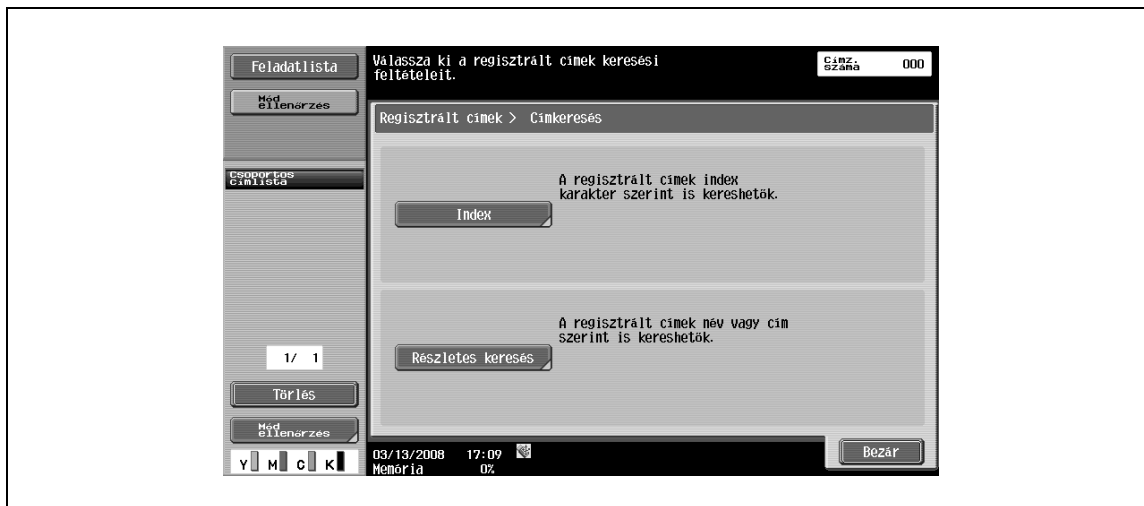 Feladatlista
Mód
ellenőrzés
Válassza ki a regisztrált címek keresési
feltételeit.
Címz.
száma 000
Regisztrált címek > Címkeresés
Csoportos
címlista
A regisztrált címek index
karakter szerint is kereshetök.
Index
A regisztrált címek név vagy cím
szerint is kereshetök.
Részletes keresés
1/ 1
Törlés
Mód
ellenőrzés
Y M C K
03/13/2008 17:09
Memória 0%
Bezár